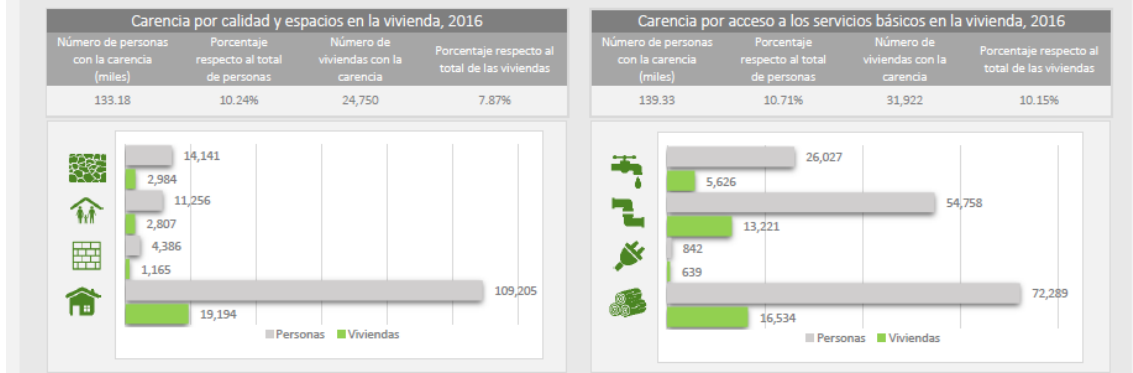 Carencia por calidad y espacios en la vivienda, 2016
Número de personas
con la carencia
(miles)
Porcentaje
respecto al total
de personas
Número de
viviendas con la
carencia
Porcentaje respecto al
total de las viviendas
133.18
10.24%
24,750
7.87%
14,141
2,984
11,256
2,807
4,386
1,165
109,205
19,194
Personas
Viviendas
Carencia por acceso a los servicios básicos en la vivienda, 2016
Número de personas
con la carencia
(miles)
Porcentaje
respecto al total
de personas
Número de
viviendas con la
carencia
Porcentaje respecto al
total de las viviendas
139.33
10.71%
31,922
10.15%
26,027
5,626
54,758
13,221
842
639
72,289
16,534
Personas
Viviendas